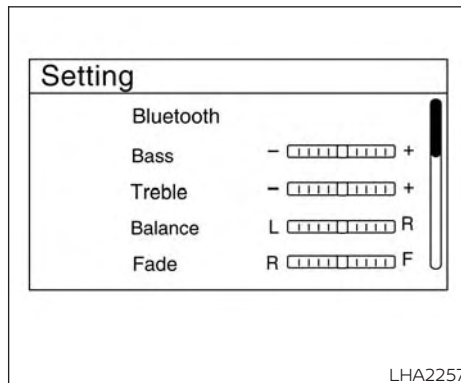 Setting
Bluetooth
Bass - +
Treble - +
Balance L R
Fade R F
LHA2257